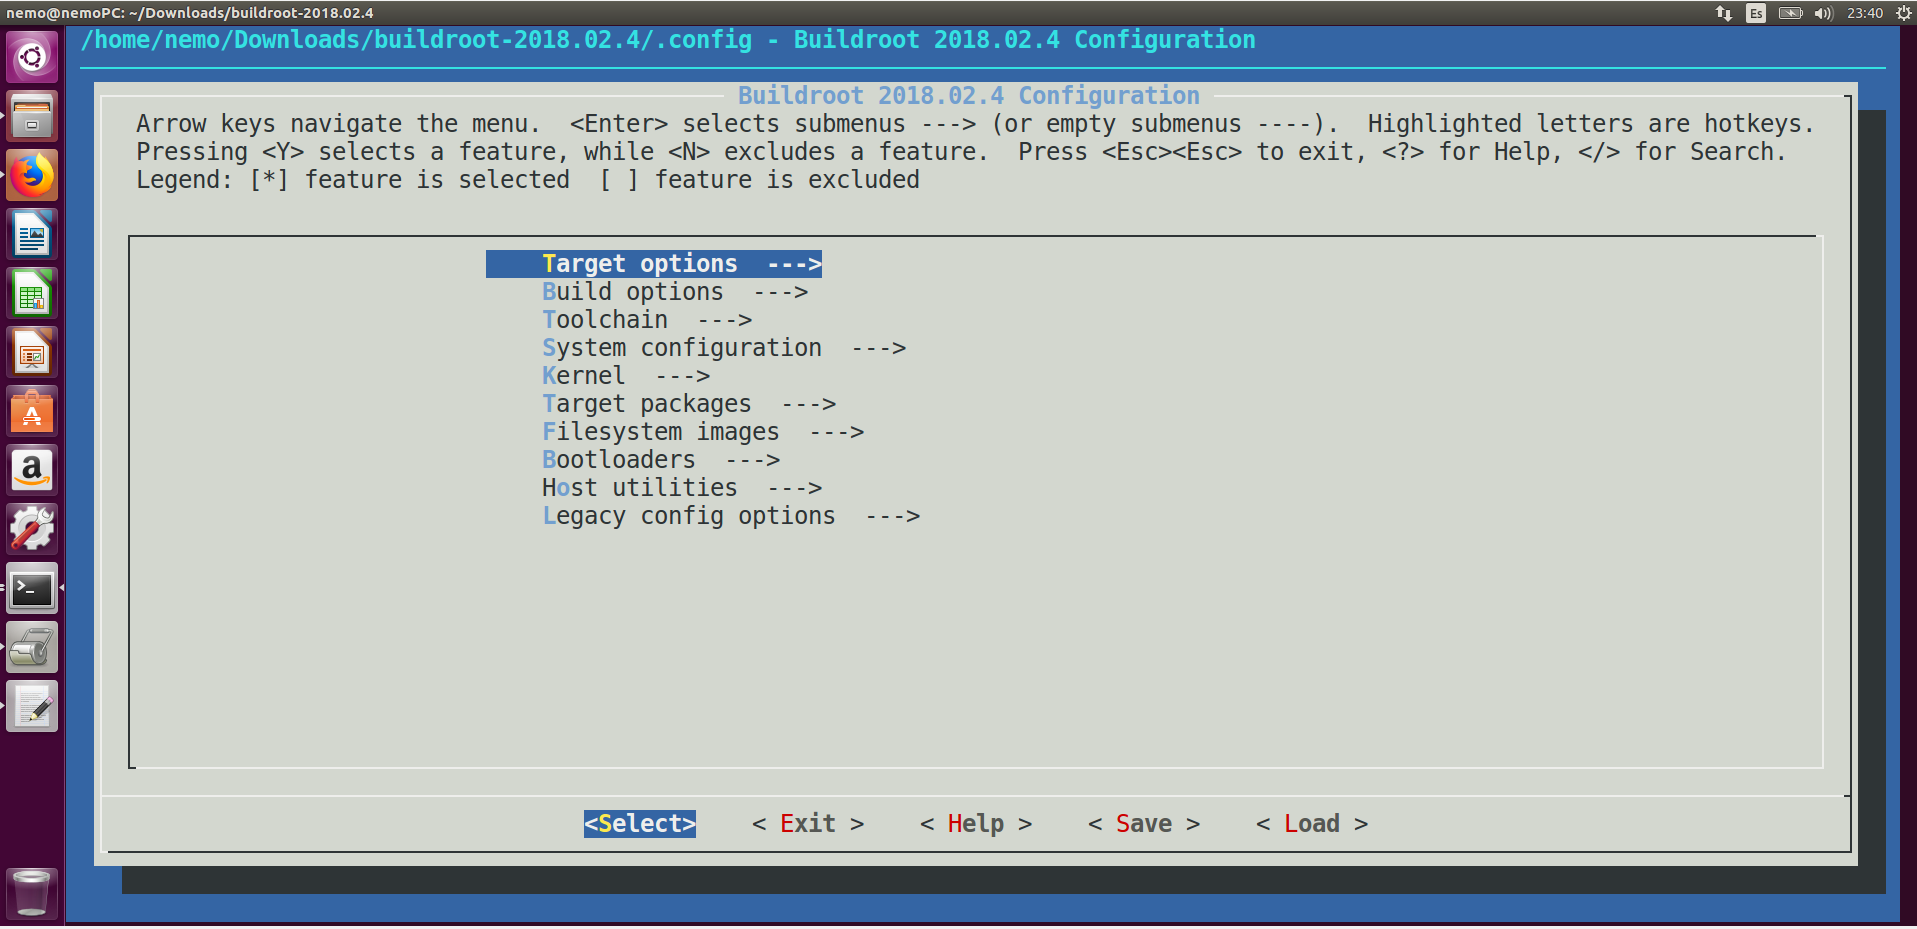 nemo@nemoPC: ~/Downloads/buildroot-2018.02.4
Es
23:40
/home/nemo/Downloads/buildroot-2018.02.4/.config - Buildroot 2018.02.4 Configuration
Buildroot 2018.02.4 Configuration
Arrow keys navigate the menu.  <Enter> selects submenus ---> (or empty submenus ----).  Highlighted letters are hotkeys.
Pressing <Y> selects a feature, while <N> excludes a feature.  Press <Esc><Esc> to exit, <?> for Help, </> for Search.
Legend: [*] feature is selected  [ ] feature is excluded
Target options  --->
Build options  --->
Toolchain  --->
System configuration  --->
Kernel  --->
Target packages  --->
Filesystem images  --->
Bootloaders  --->
Host utilities  --->
Legacy config options  --->
<Select>    < Exit >    < Help >    < Save >    < Load >
a
>_